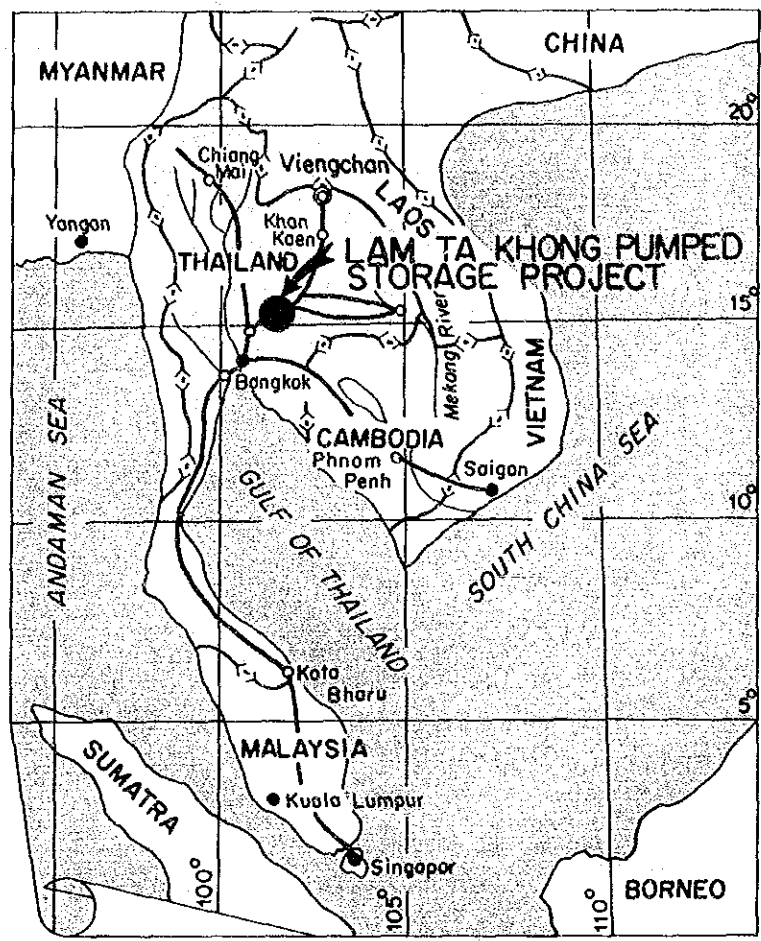 CHINA
MYANMAR
20°
Chiang
Mai
Viengchan
LAOS
Yangon
Khan
Kaen
THAILAND
LAM TA KHONG PUMPED
STORAGE PROJECT
15°
Mekang River
VIETNAM
Bangkok
CAMBODIA
Phnom
Penh
Saigon
ANDAMAN SEA
GULF OF THAILAND
SOUTH CHINA SEA
10°
Kota
Bharu
5°
MALAYSIA
SUMATRA
Kuala Lumpur
Singapor
BORNEO
100°
105°
110°